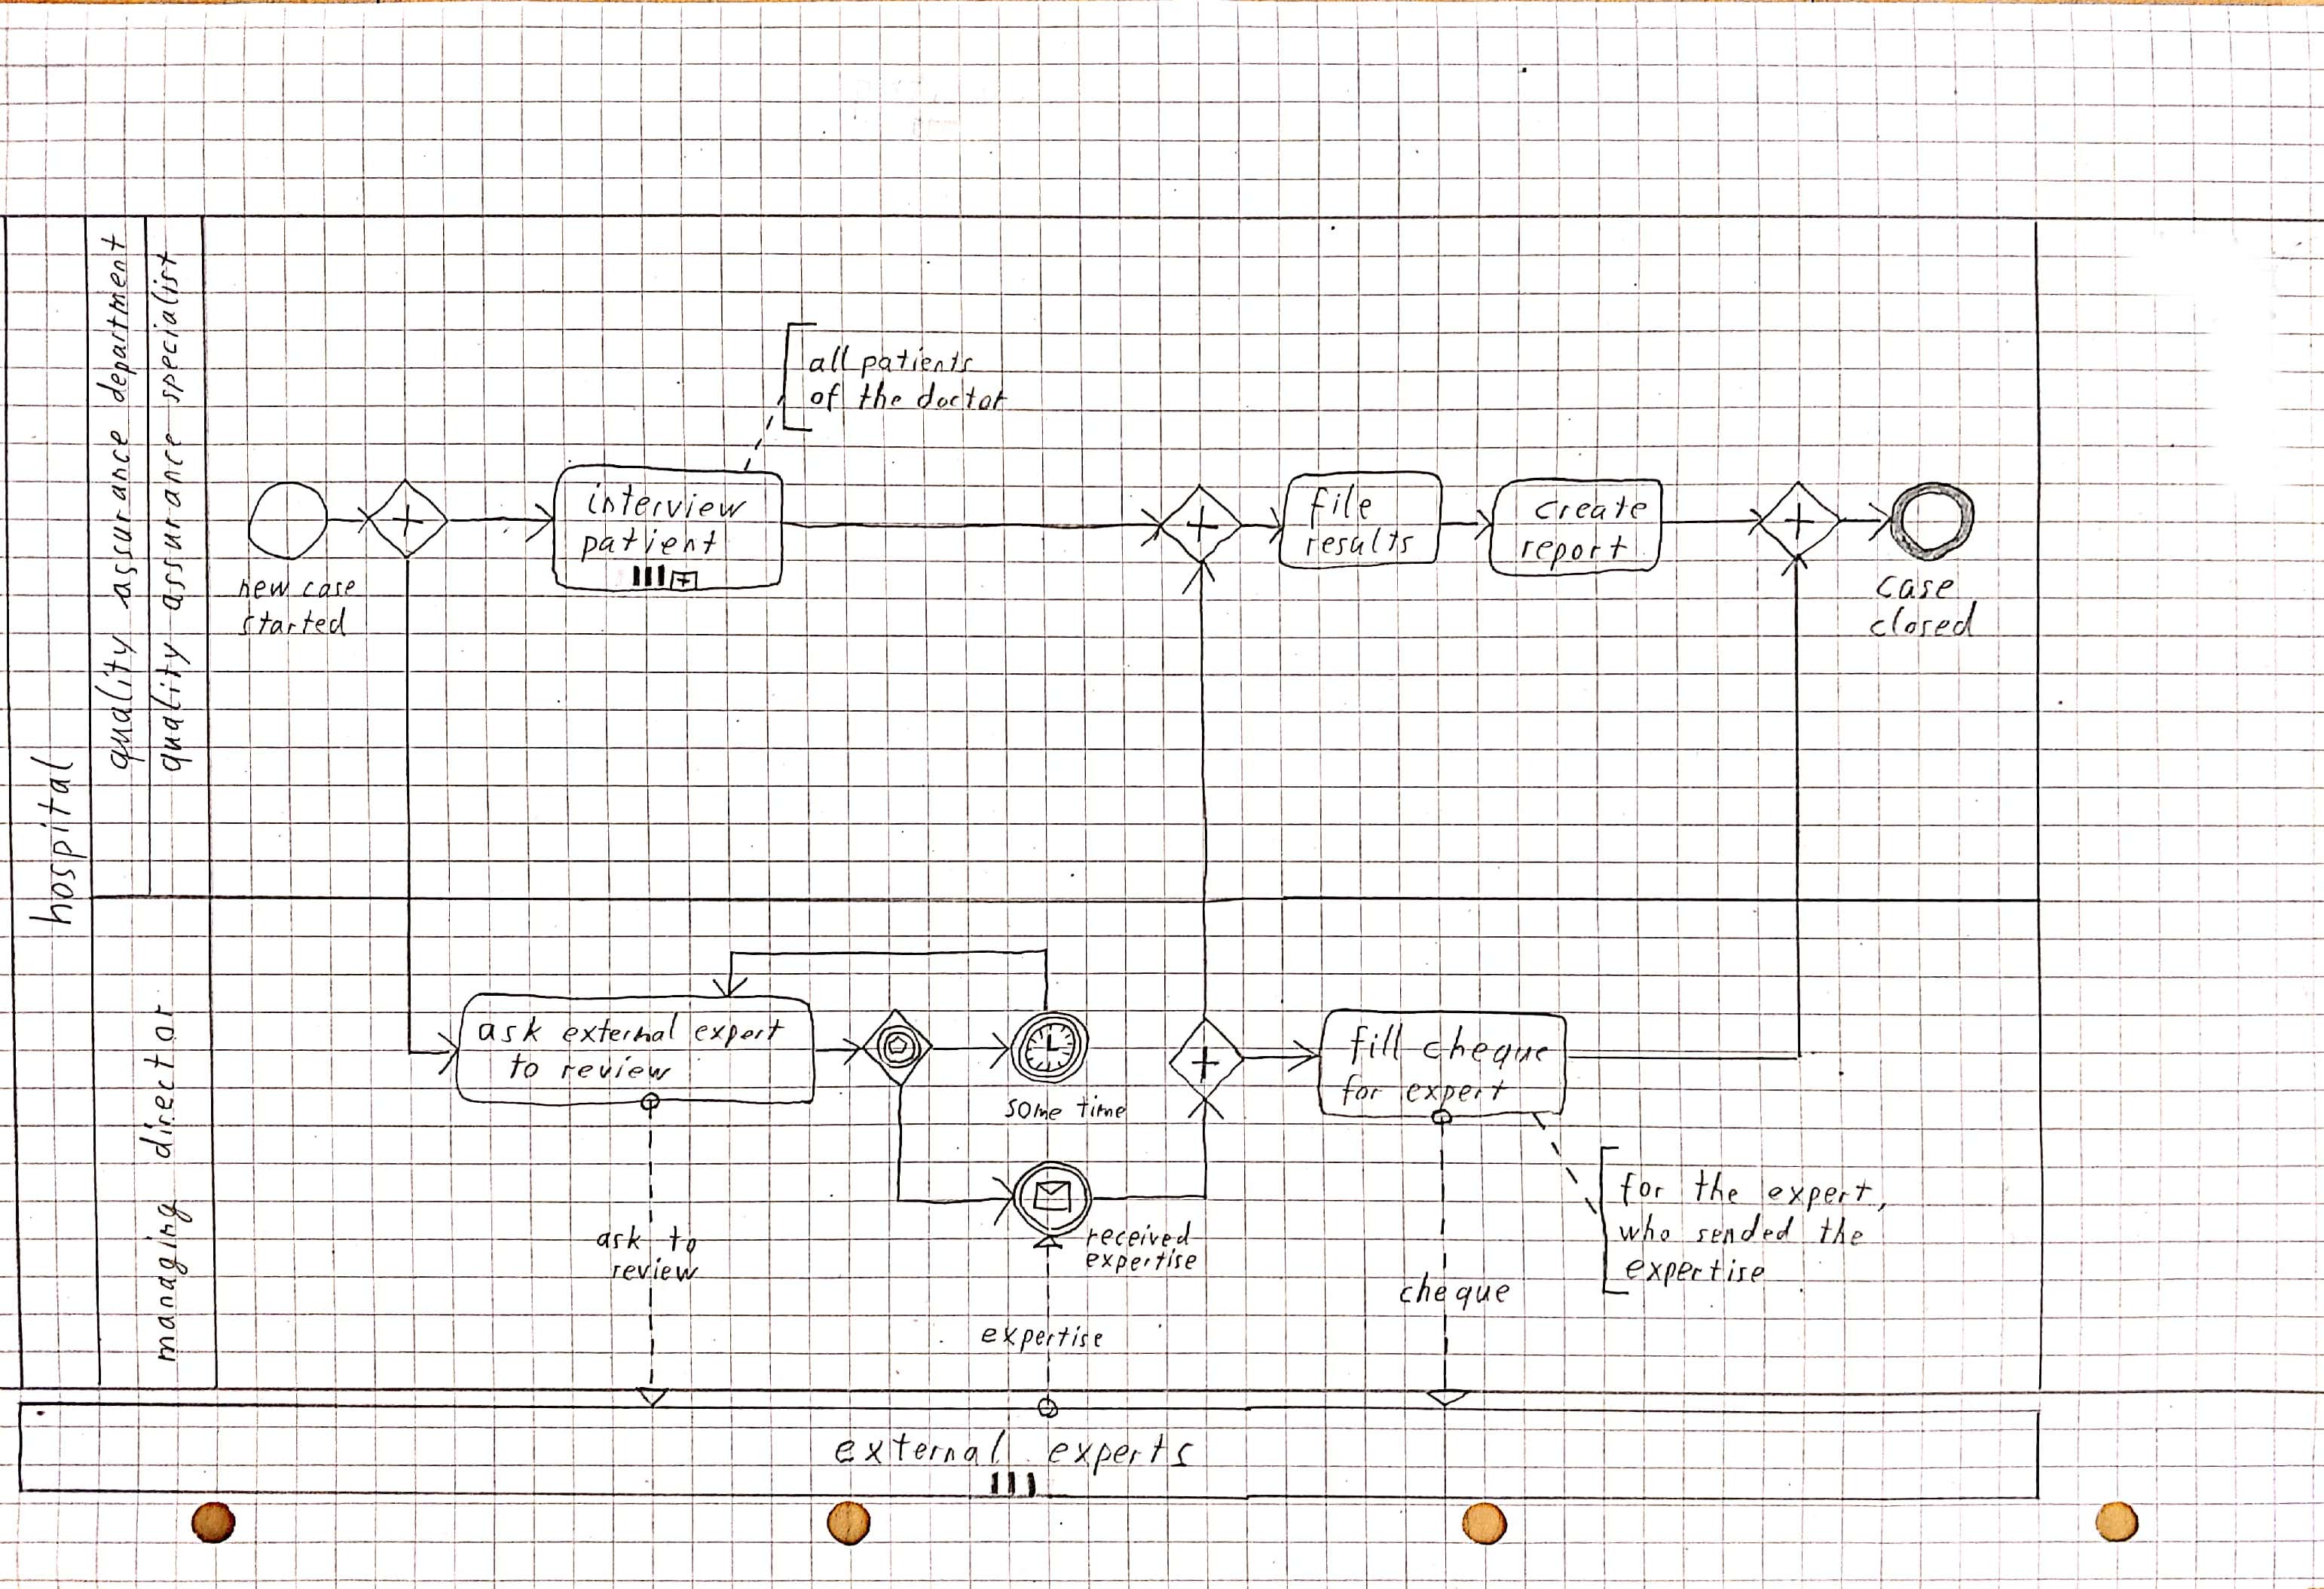 hospital
quality assurance department
quality assurance specialist
managing director
all patients
of the doctor
new case
started
interview
patient
file
results
create
report
case
closed
ask external expert
to review
some time
fill cheque
for expert
received
expertise
ask to
review
expertise
cheque
for the expert,
who sended the
expertise
external experts